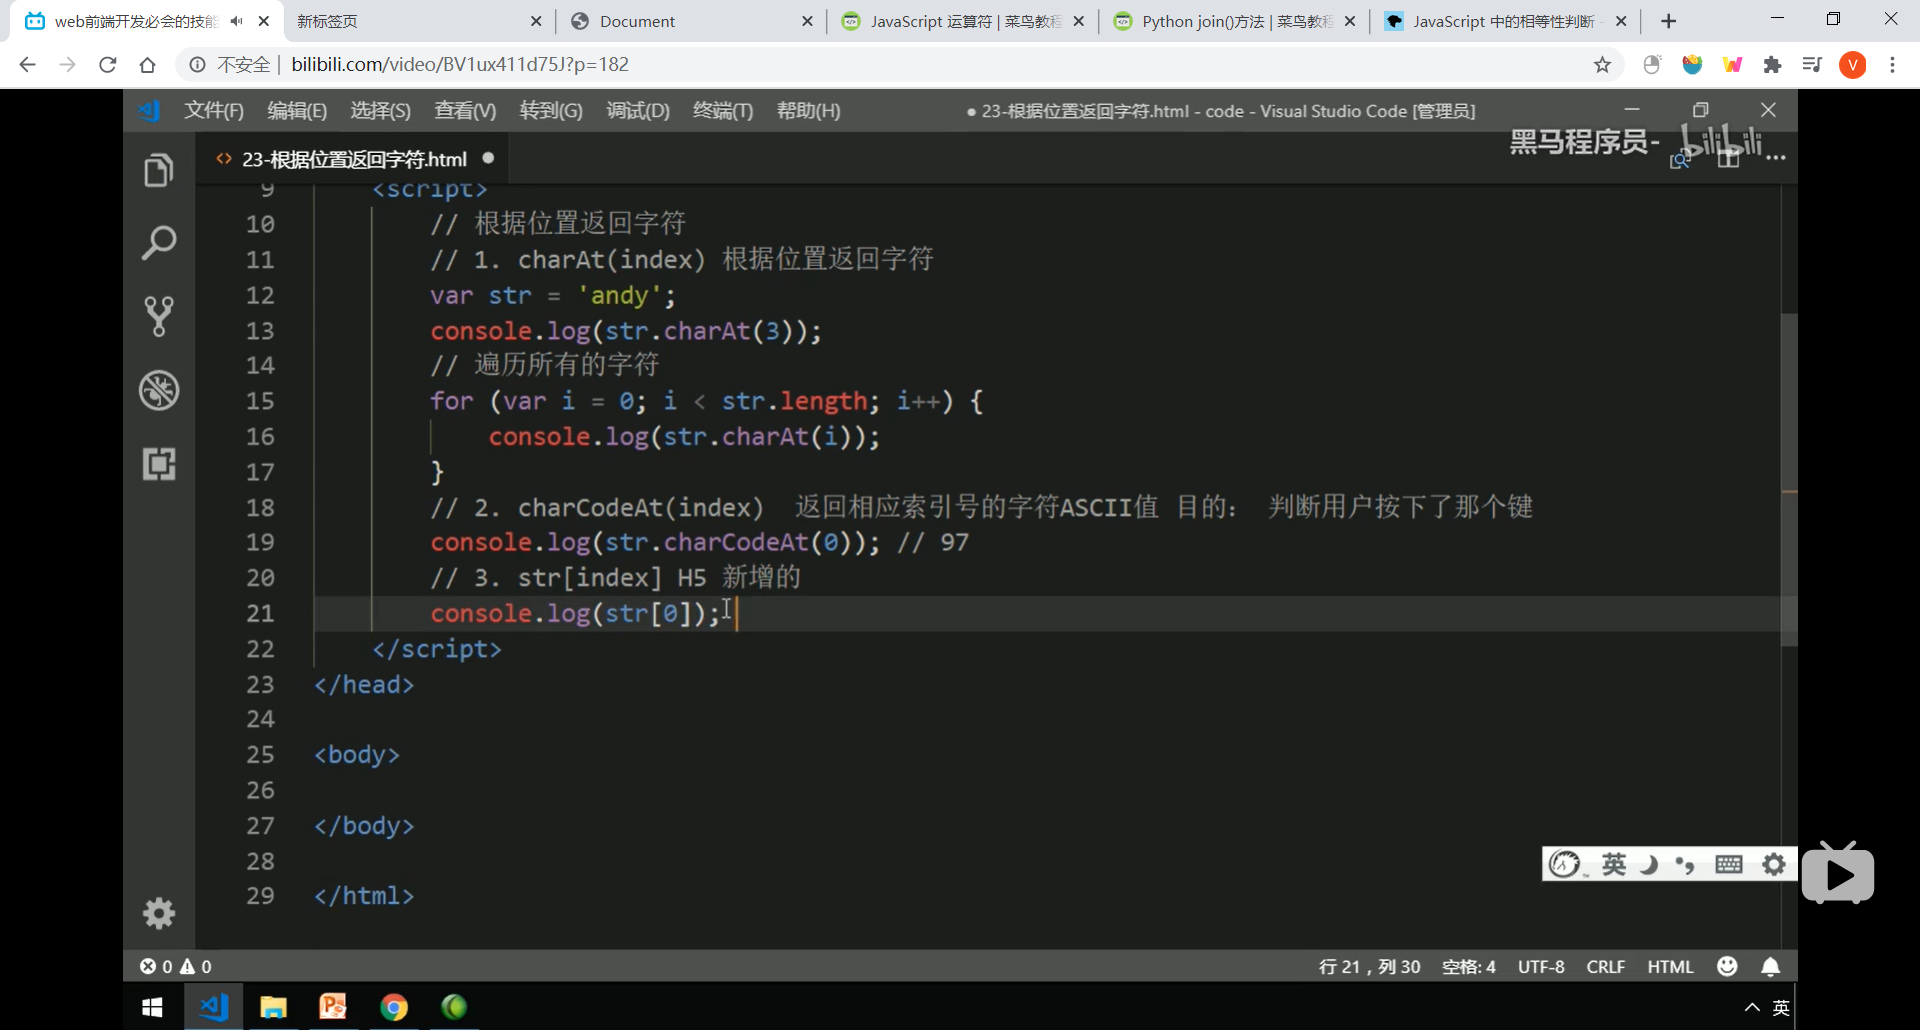 web前端开发必会的技能
新标签页
Document
JavaScript 运算符 | 菜鸟教程
Python join()方法 | 菜鸟教程
JavaScript 中的相等性判断 -
不安全 | bilibili.com/video/BV1ux411d75J?p=182
V
文件(F) 编辑(E) 选择(S) 查看(V) 转到(G) 调试(D) 终端(T) 帮助(H)
● 23-根据位置返回字符.html - code - Visual Studio Code [管理员]
黑马程序员- bilibili
<> 23-根据位置返回字符.html ●
9 <script>
10 // 根据位置返回字符
11 // 1. charAt(index) 根据位置返回字符
12 var str = 'andy';
13 console.log(str.charAt(3));
14 // 遍历所有的字符
15 for (var i = 0; i < str.length; i++) {
16 console.log(str.charAt(i));
17 }
18 // 2. charCodeAt(index) 返回相应索引号的字符ASCII值 目的： 判断用户按下了那个键
19 console.log(str.charCodeAt(0)); // 97
20 // 3. str[index] H5 新增的
21 console.log(str[0]);
22 </script>
23 </head>
24
25 <body>
26
27 </body>
28
29 </html>
英
0 0
行 21，列 30 空格: 4 UTF-8 CRLF HTML
英